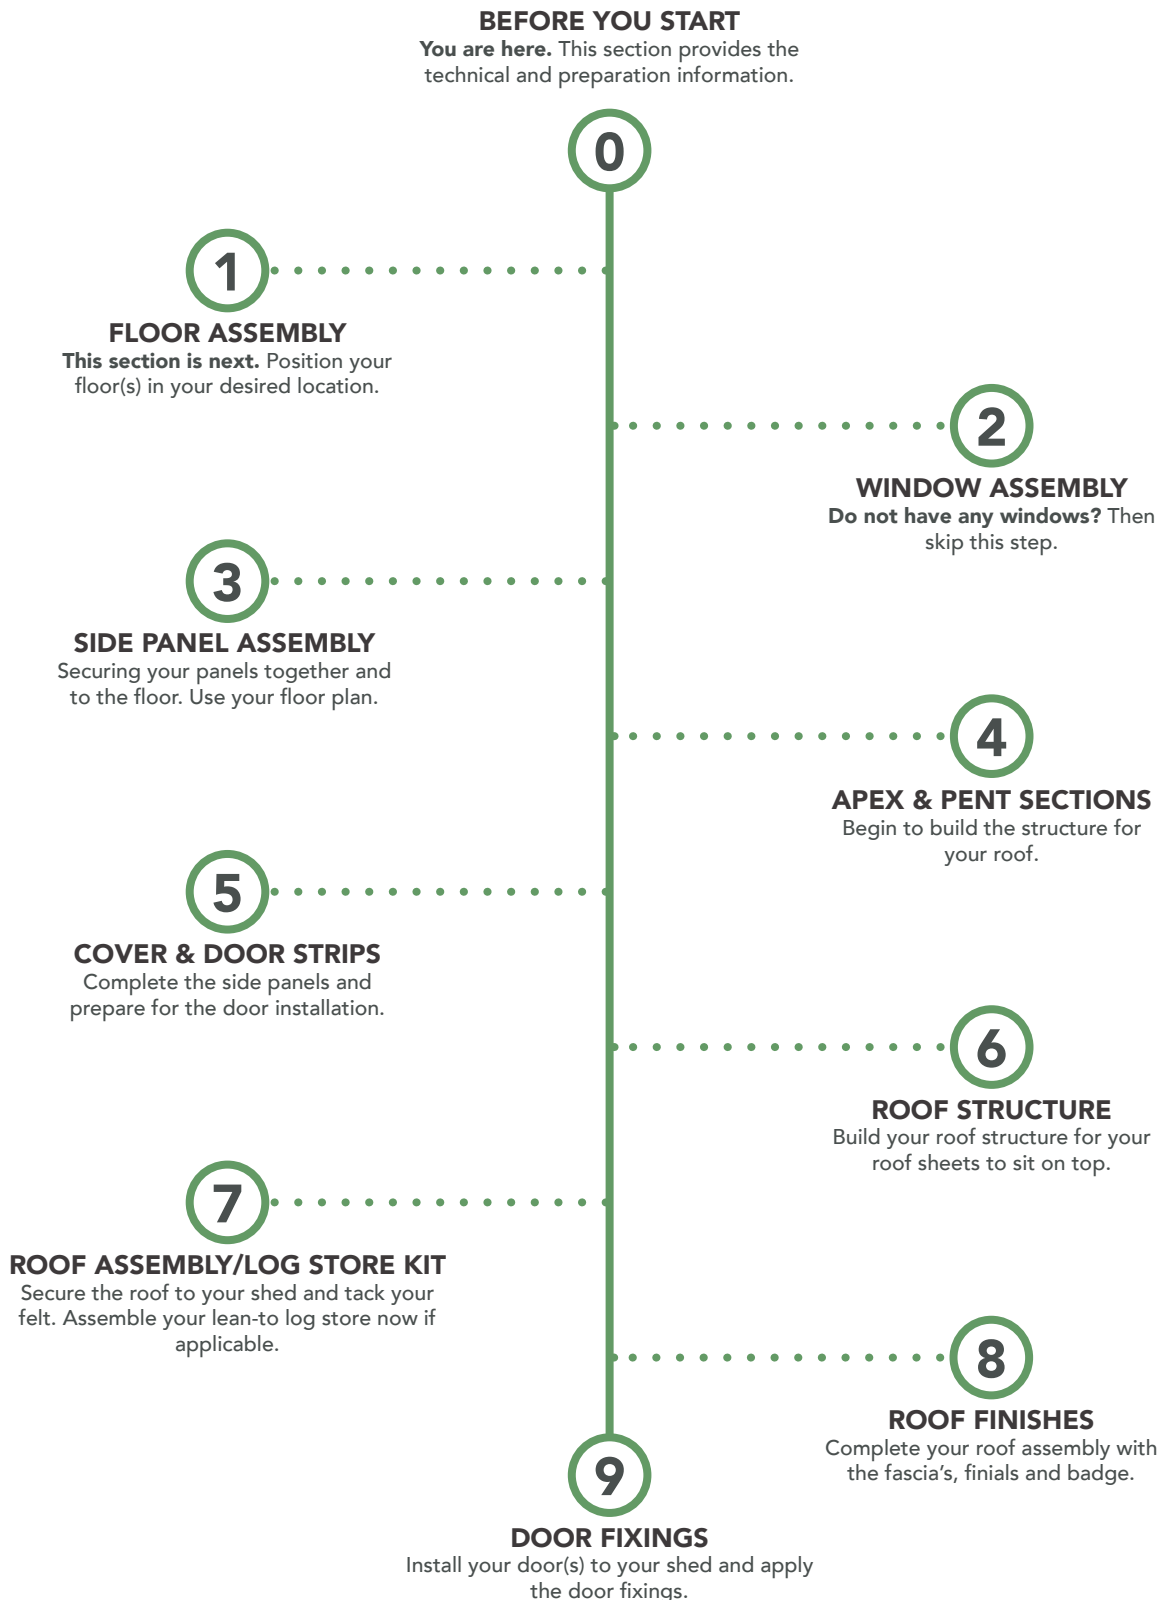 BEFORE YOU START
You are here. This section provides the
technical and preparation information.
0
1
FLOOR ASSEMBLY
This section is next. Position your
floor(s) in your desired location.
2
WINDOW ASSEMBLY
Do not have any windows? Then
skip this step.
3
SIDE PANEL ASSEMBLY
Securing your panels together and
to the floor. Use your floor plan.
4
APEX & PENT SECTIONS
Begin to build the structure for
your roof.
5
COVER & DOOR STRIPS
Complete the side panels and
prepare for the door installation.
6
ROOF STRUCTURE
Build your roof structure for your
roof sheets to sit on top.
7
ROOF ASSEMBLY/LOG STORE KIT
Secure the roof to your shed and tack your
felt. Assemble your lean-to log store now if
applicable.
8
ROOF FINISHES
Complete your roof assembly with
the fascia's, finials and badge.
9
DOOR FIXINGS
Install your door(s) to your shed and apply
the door fixings.